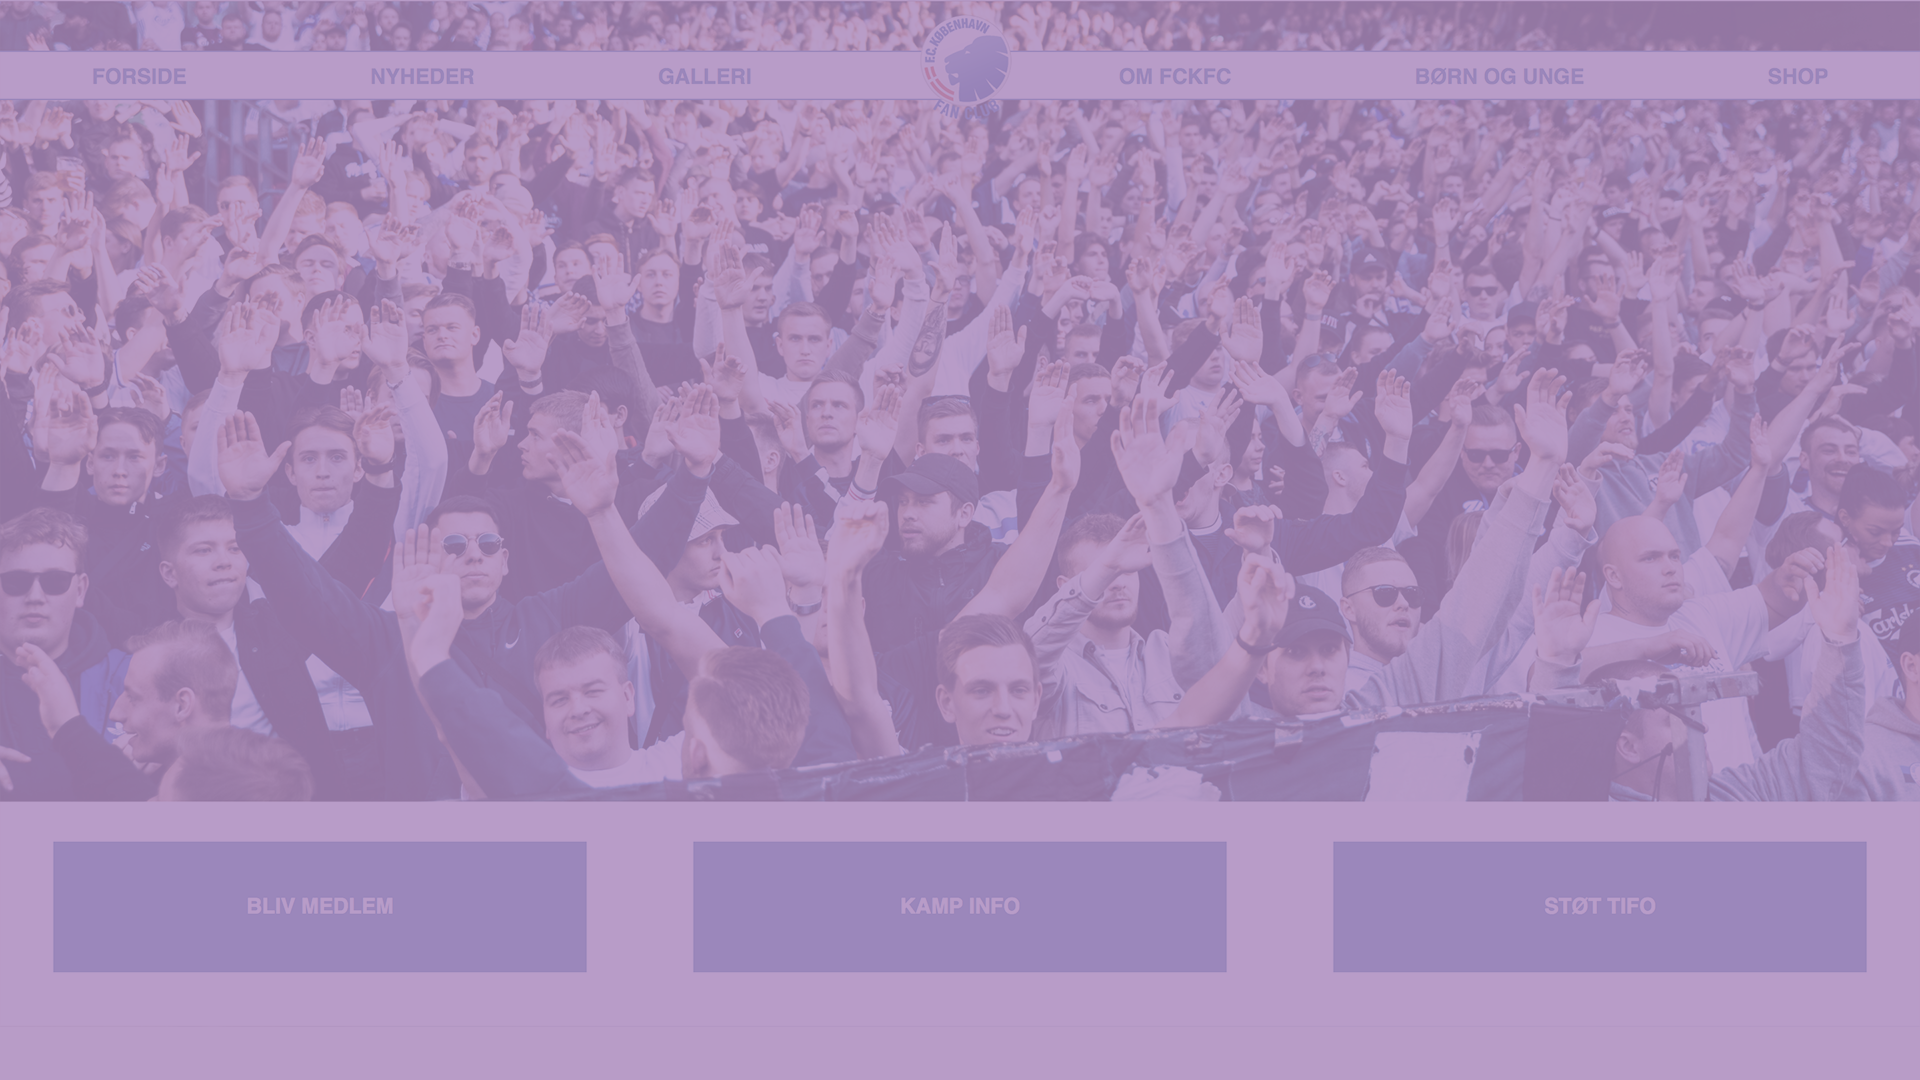 F.C. KØBENHAVN
FAN CLUB
FORSIDE
NYHEDER
GALLERI
OM FCKFC
BØRN OG UNGE
SHOP
BLIV MEDLEM
KAMP INFO
STØT TIFO